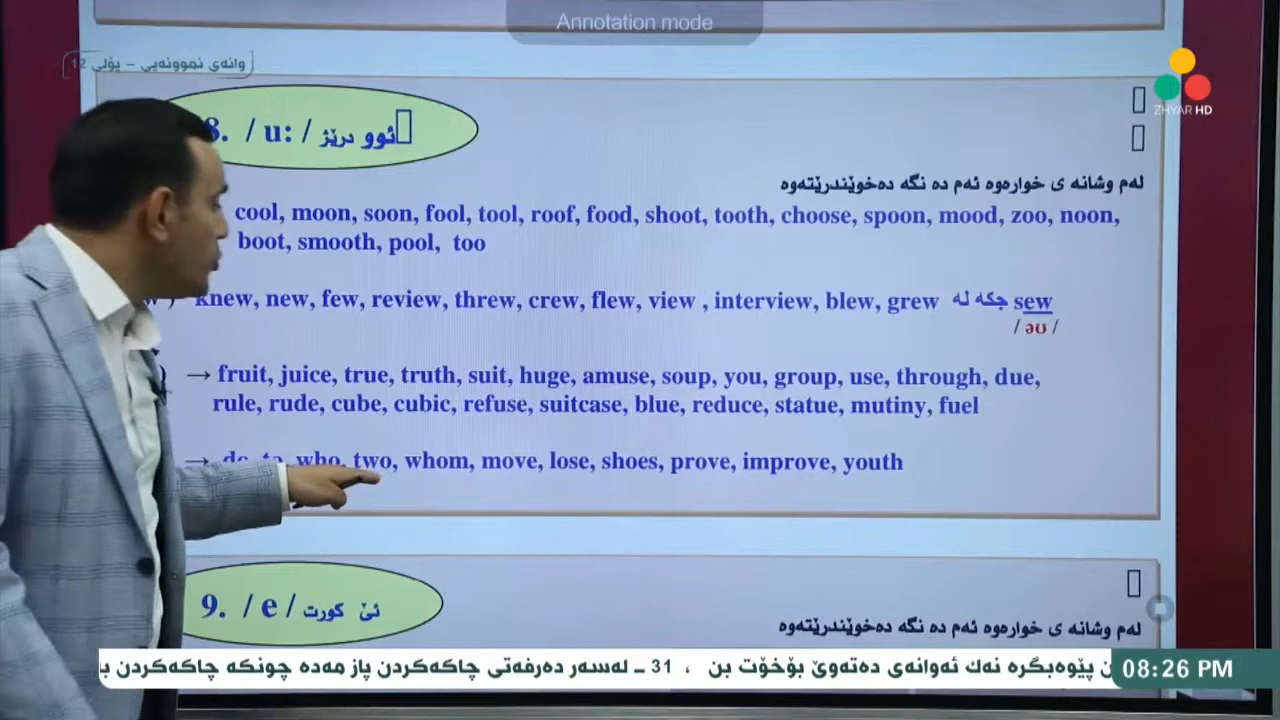 Annotation mode
وانەی نموونەیی – پۆلی 12
ZHYAR HD
8. / u: / ئوو درێژ
لەم وشانە ی خوارەوە ئەم دە نگە دەخوێندرێتەوە
cool, moon, soon, fool, tool, roof, food, shoot, tooth, choose, spoon, mood, zoo, noon,
boot, smooth, pool, too
knew, new, few, review, threw, crew, flew, view , interview, blew, grew جگە لە sew
/ əʊ /
→ fruit, juice, true, truth, suit, huge, amuse, soup, you, group, use, through, due,
rule, rude, cube, cubic, refuse, suitcase, blue, reduce, statue, mutiny, fuel
→ do, to, who, two, whom, move, lose, shoes, prove, improve, youth
9. / e / ئێ کورت
لەم وشانە ی خوارەوە ئەم دە نگە دەخوێندرێتەوە
پێوەبگرە نەك ئەوانەی دەتەوێ بۆخۆت بن ، 31 ـ لەسەر دەرفەتی چاکەکردن پاز مەدە چونکە چاکەکردن
08:26 PM